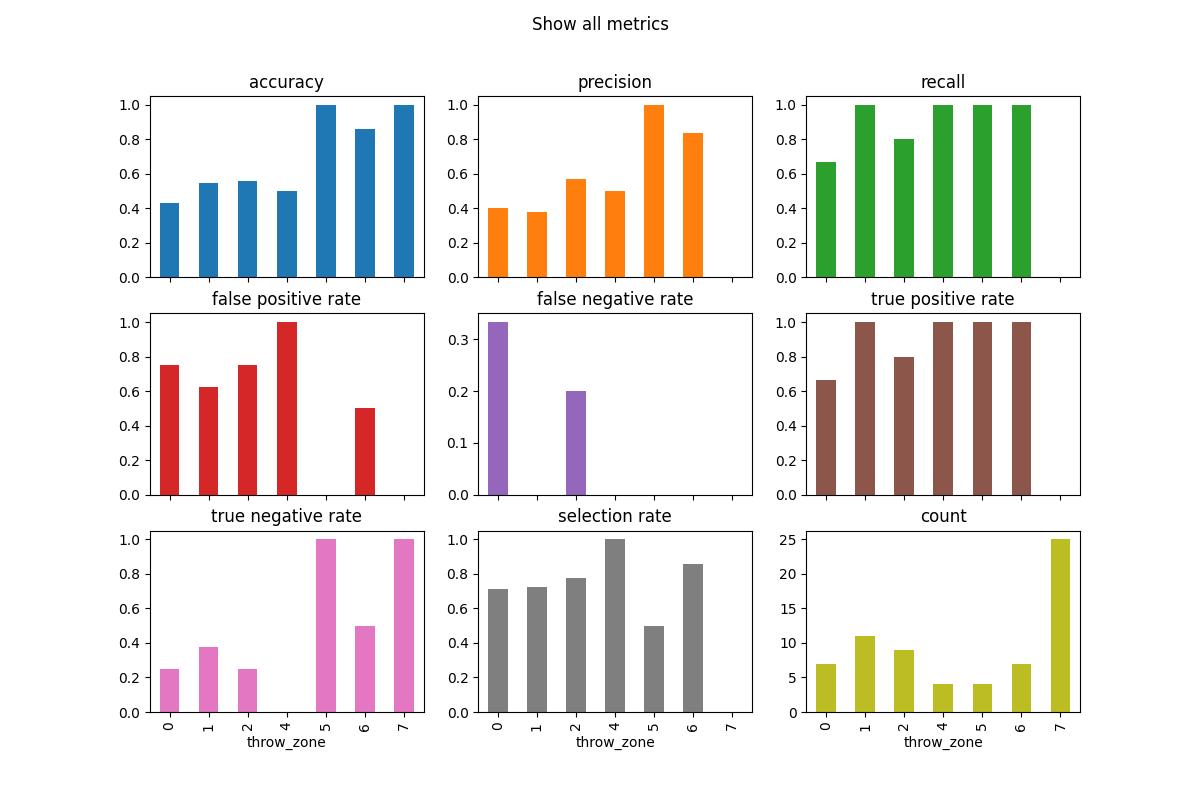 Show all metrics
accuracy precision recall
1.0 1.0 1.0
0.8 0.8 0.8
0.6 0.6 0.6
0.4 0.4 0.4
0.2 0.2 0.2
0.0 0.0 0.0
false positive rate false negative rate true positive rate
1.0 0.3 1.0
0.8 0.2 0.8
0.6 0.1 0.6
0.4 0.0 0.4
0.2 0.2
0.0 0.0
true negative rate selection rate count
1.0 1.0 25
0.8 0.8 20
0.6 0.6 15
0.4 0.4 10
0.2 0.2 5
0.0 0.0 0
0 1 2 4 5 6 7 0 1 2 4 5 6 7 0 1 2 4 5 6 7
throw_zone throw_zone throw_zone